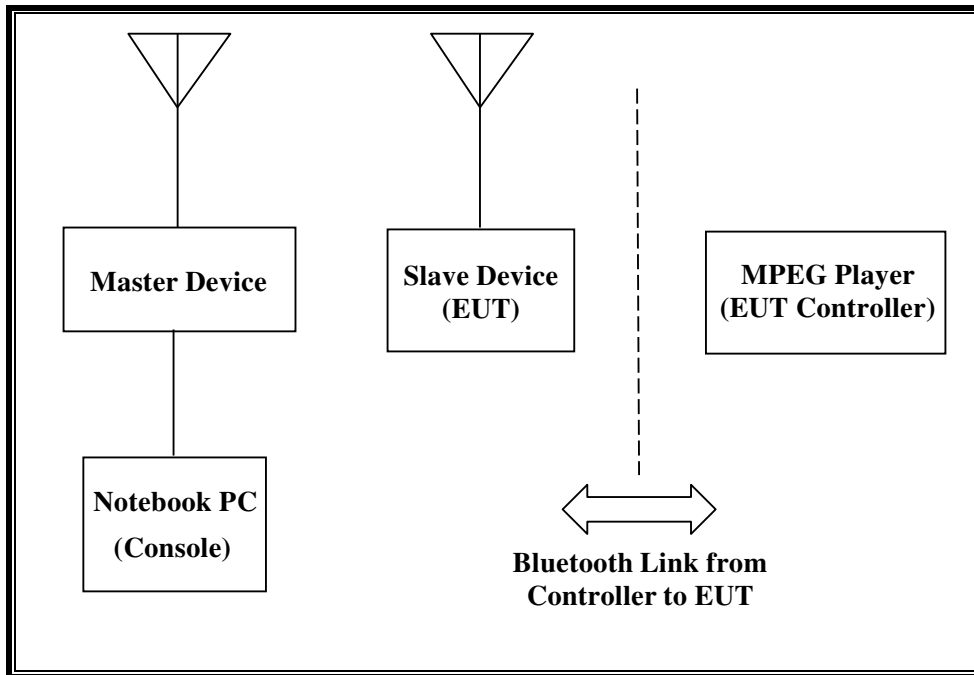 Master Device
Slave Device
(EUT)
MPEG Player
(EUT Controller)
Notebook PC
(Console)
Bluetooth Link from
Controller to EUT